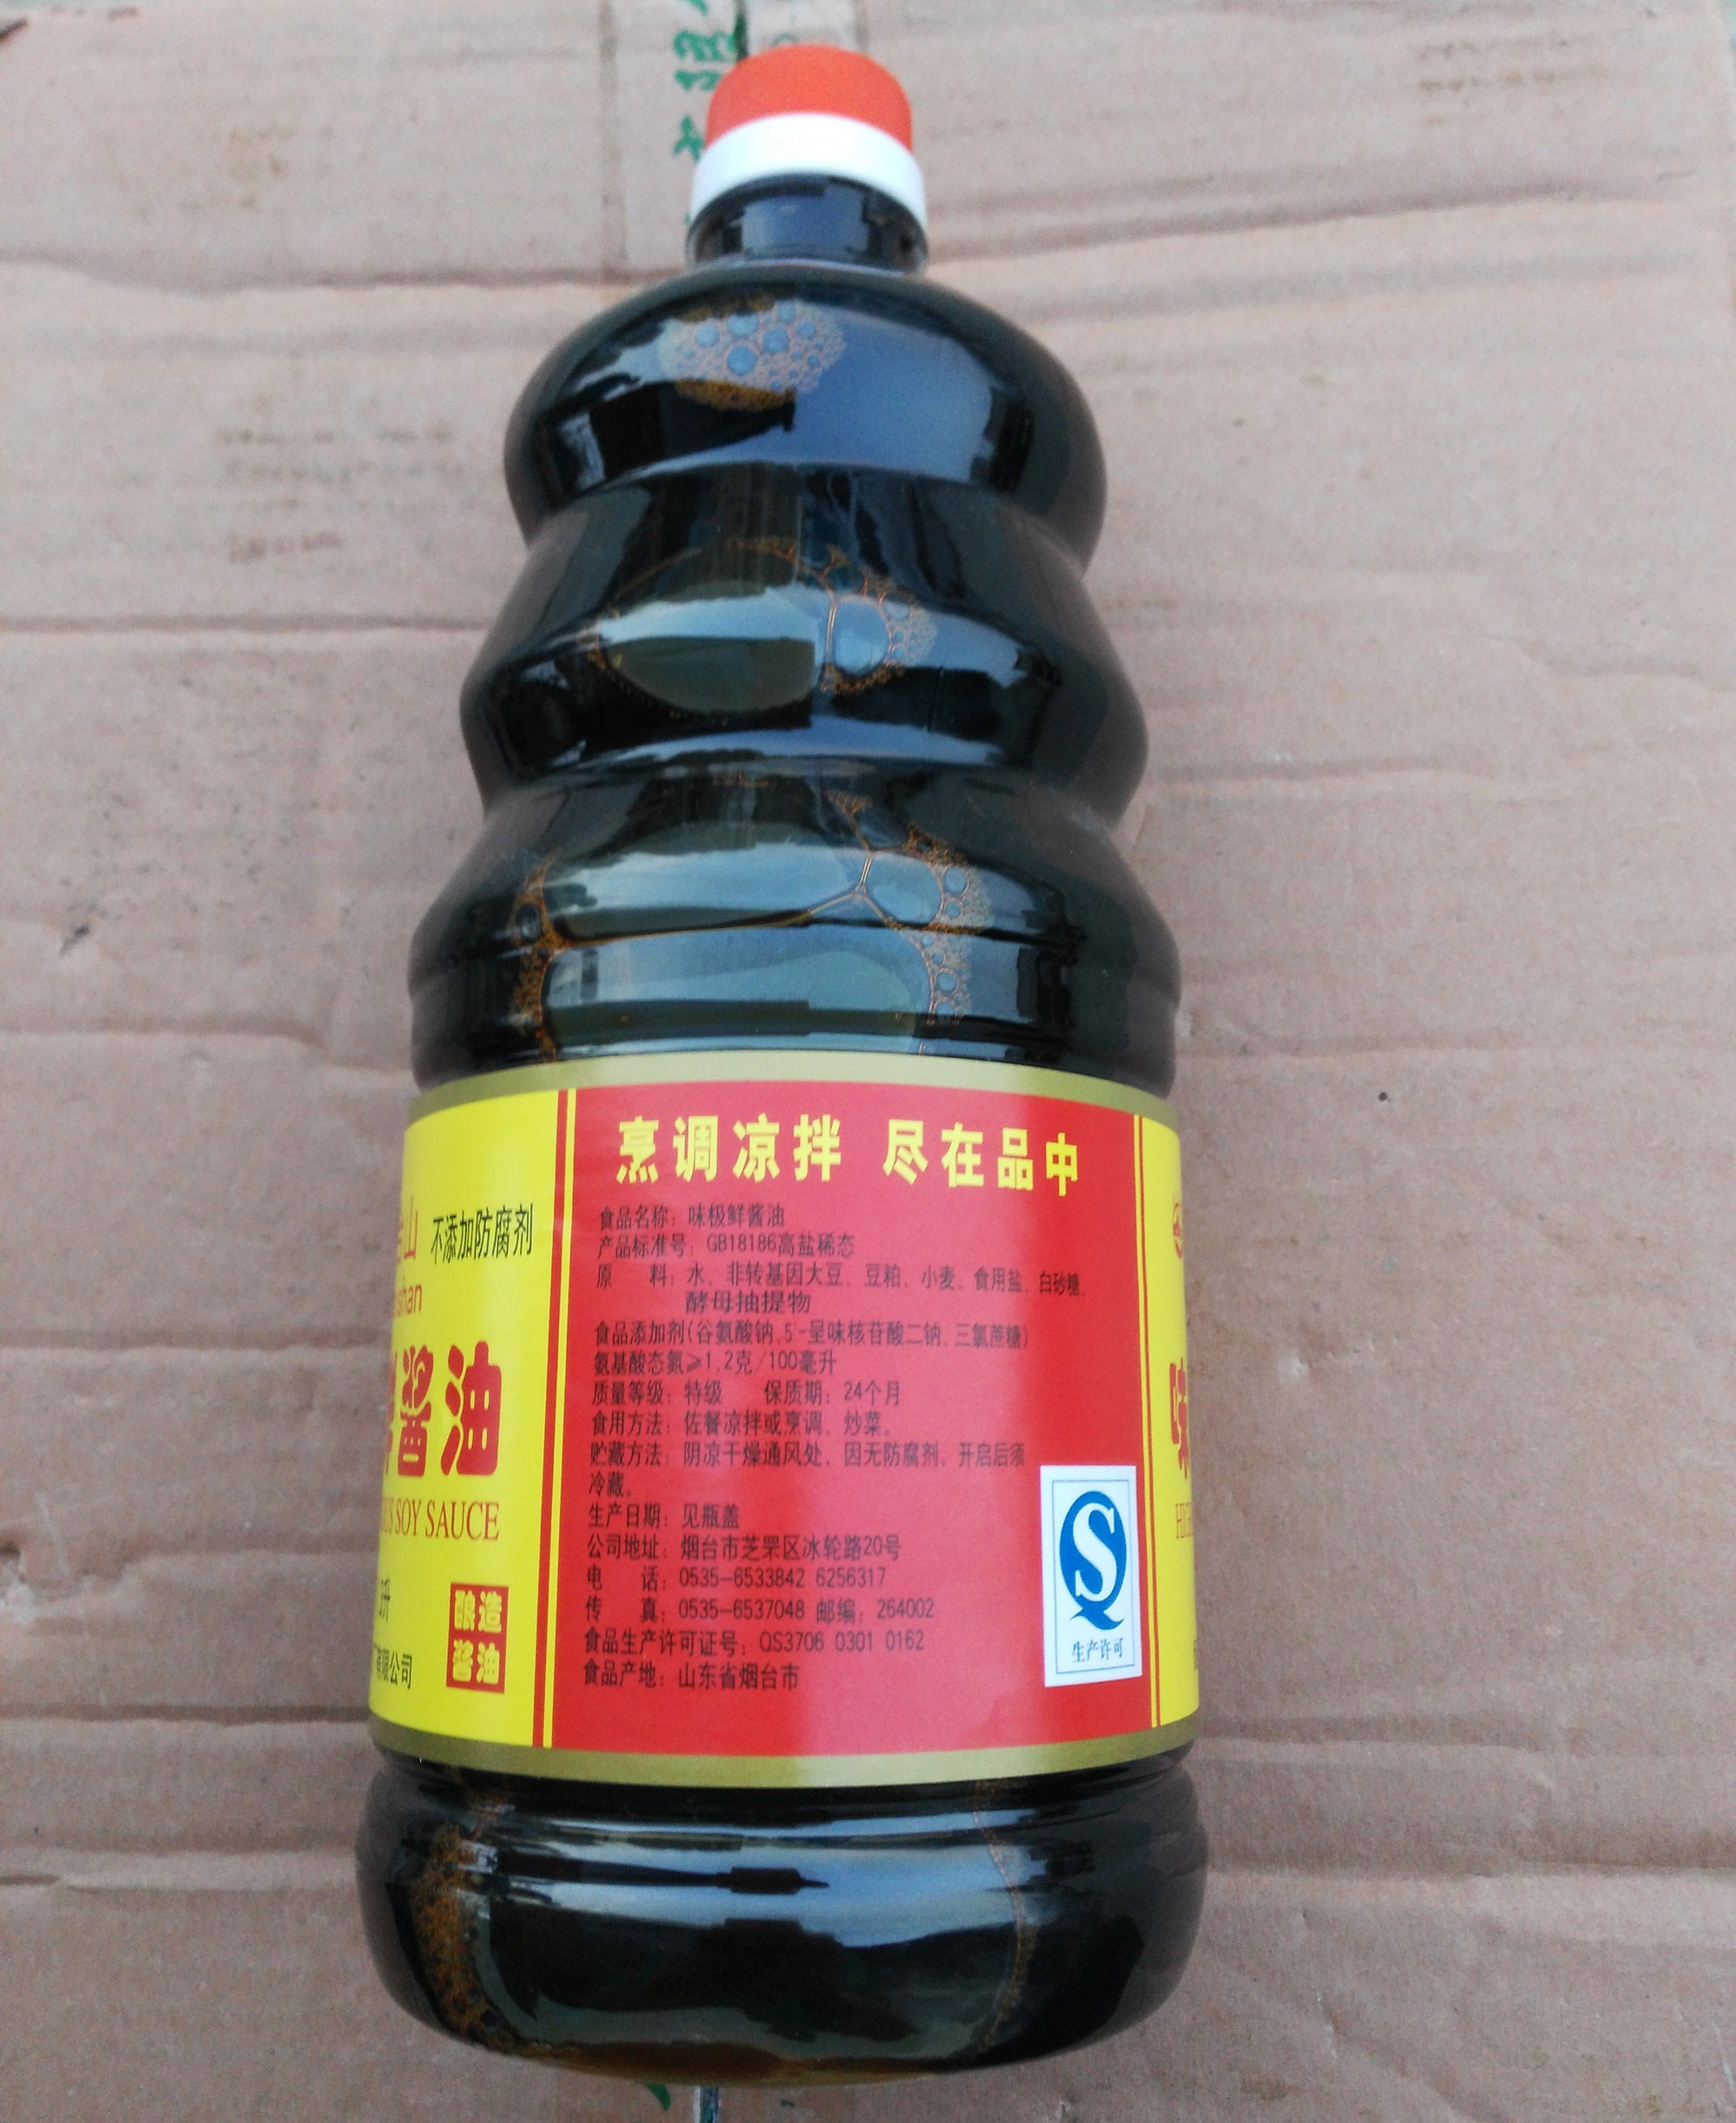 烹调凉拌 尽在品中
食品名称：味极鲜酱油
产品标准号：GB18186高盐稀态
原 料：水、非转基因大豆、豆粕、小麦、食用盐、白砂糖、
酵母抽提物
食品添加剂（谷氨酸钠、5'-呈味核苷酸二钠、三氯蔗糖）
氨基酸态氮≥1.2克/100毫升
质量等级：特级 保质期：24个月
食用方法：佐餐凉拌或烹调、炒菜。
贮藏方法：阴凉干燥通风处，因无防腐剂，开启后须
冷藏。
生产日期：见瓶盖
公司地址：烟台市芝罘区冰轮路20号
电 话：0535-6533842 6256317
传 真：0535-6537048 邮编：264002
食品生产许可证号：QS3706 0301 0162
食品产地：山东省烟台市
生产许可
山 不添加防腐剂
shan
酱油
SOY SAUCE
升
酿造
酱油
有限公司
味